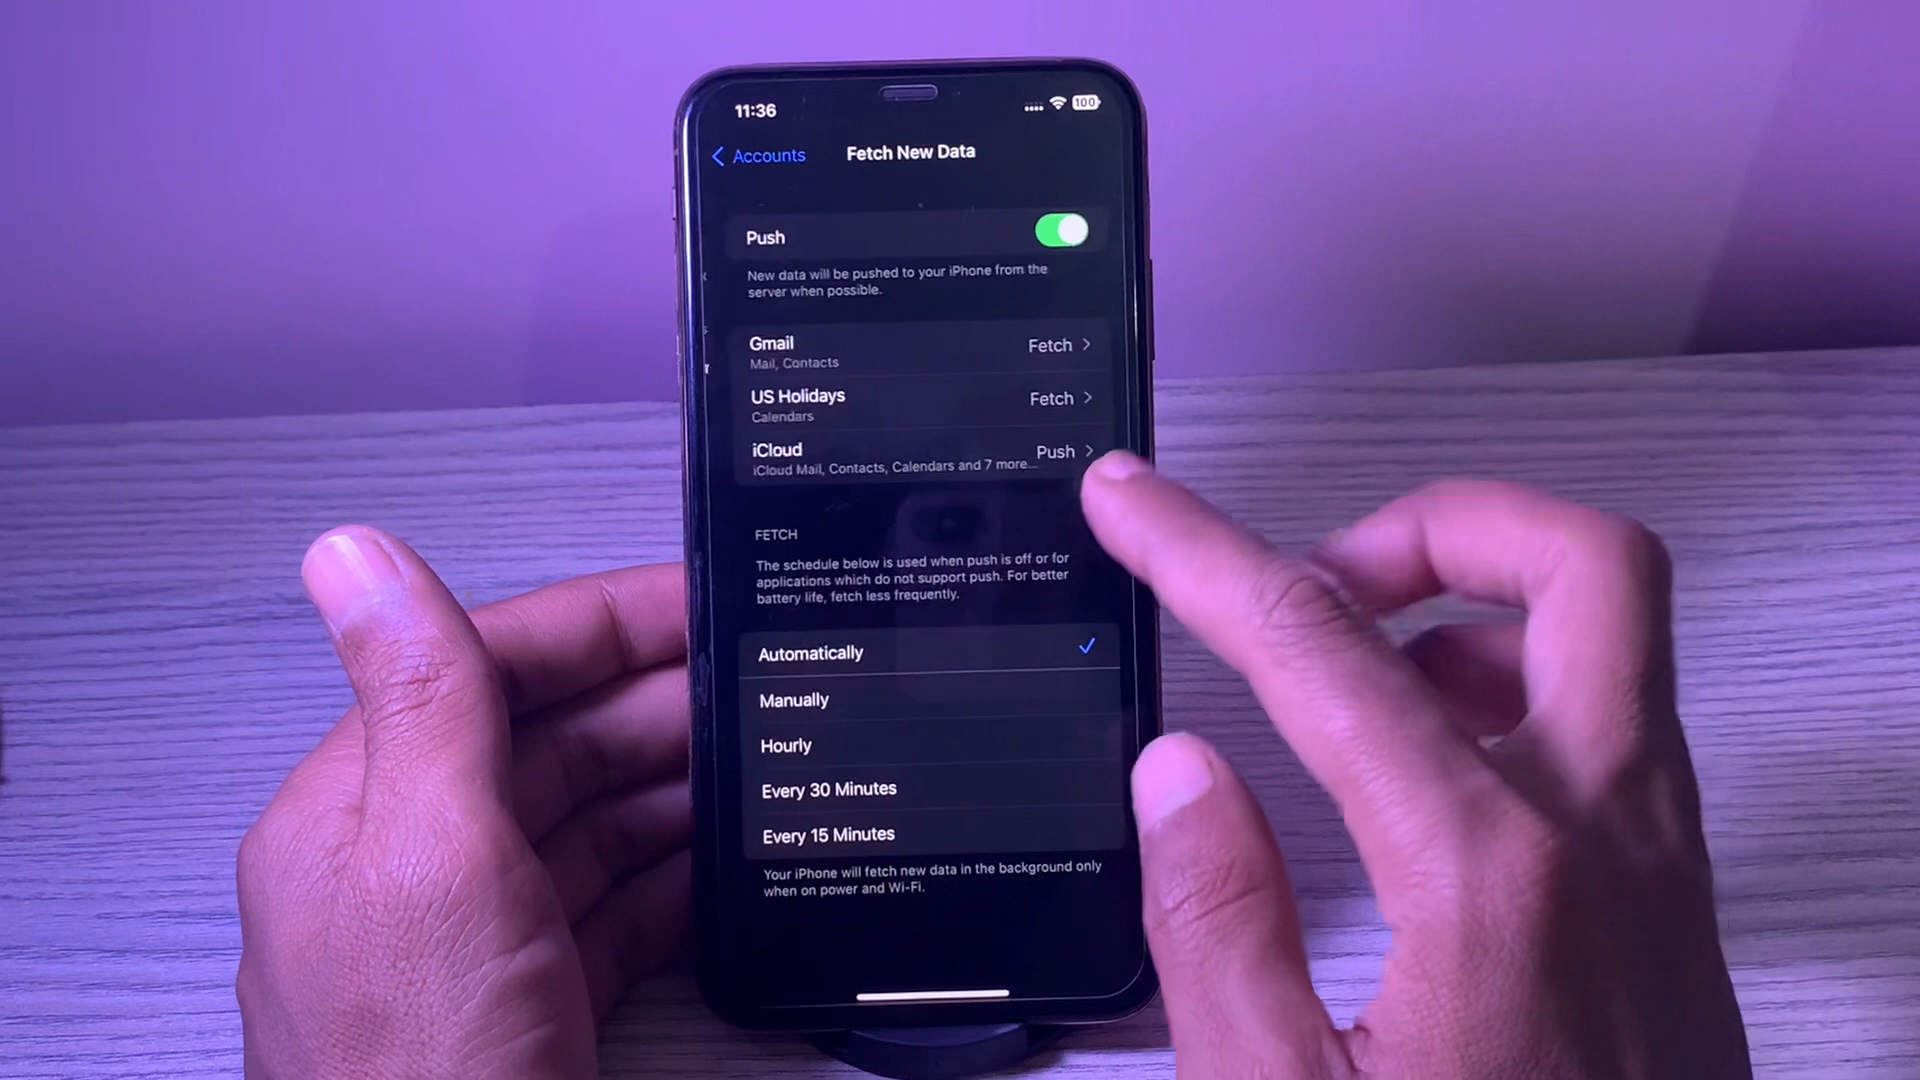 11:36
100
Accounts
Fetch New Data
Push
New data will be pushed to your iPhone from the
server when possible.
Gmail
Fetch
Mail, Contacts
US Holidays
Fetch
Calendars
iCloud
Push
iCloud Mail, Contacts, Calendars and 7 more...
FETCH
The schedule below is used when push is off or for
applications which do not support push. For better
battery life, fetch less frequently.
Automatically
Manually
Hourly
Every 30 Minutes
Every 15 Minutes
Your iPhone will fetch new data in the background only
when on power and Wi-Fi.